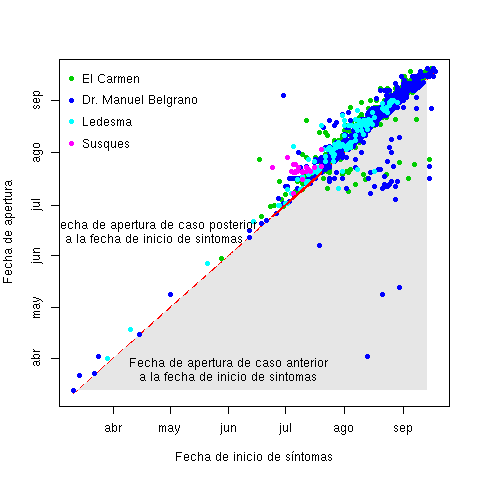 El Carmen
Dr. Manuel Belgrano
Ledesma
Susques
echa de apertura de caso posterior
a la fecha de inicio de síntomas
Fecha de apertura de caso anterior
a la fecha de inicio de síntomas
Fecha de apertura
abr
may
jun
jul
ago
sep
abr
may
jun
jul
ago
sep
Fecha de inicio de síntomas